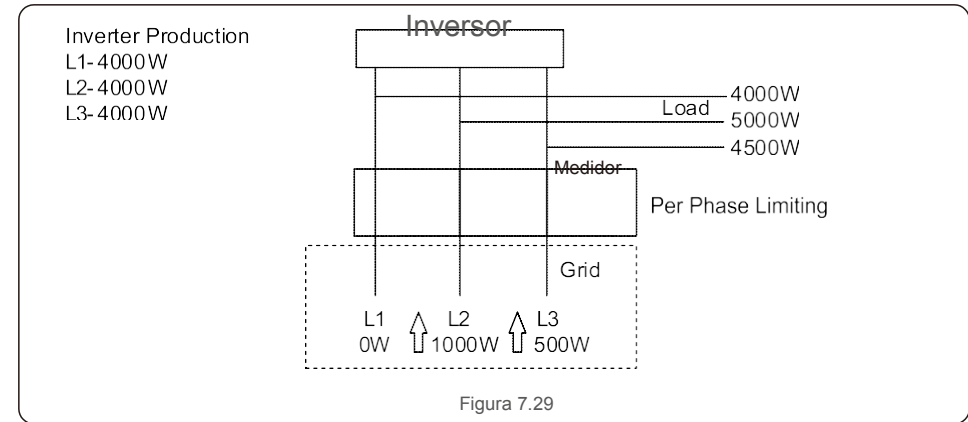 Inverter Production
L1-4000W
L2-4000W
L3-4000W
Inversor
4000W
Load
5000W
4500W
Medidor
Per Phase Limiting
Grid
L1 L2 L3
0W 1000W 500W
Figura 7.29